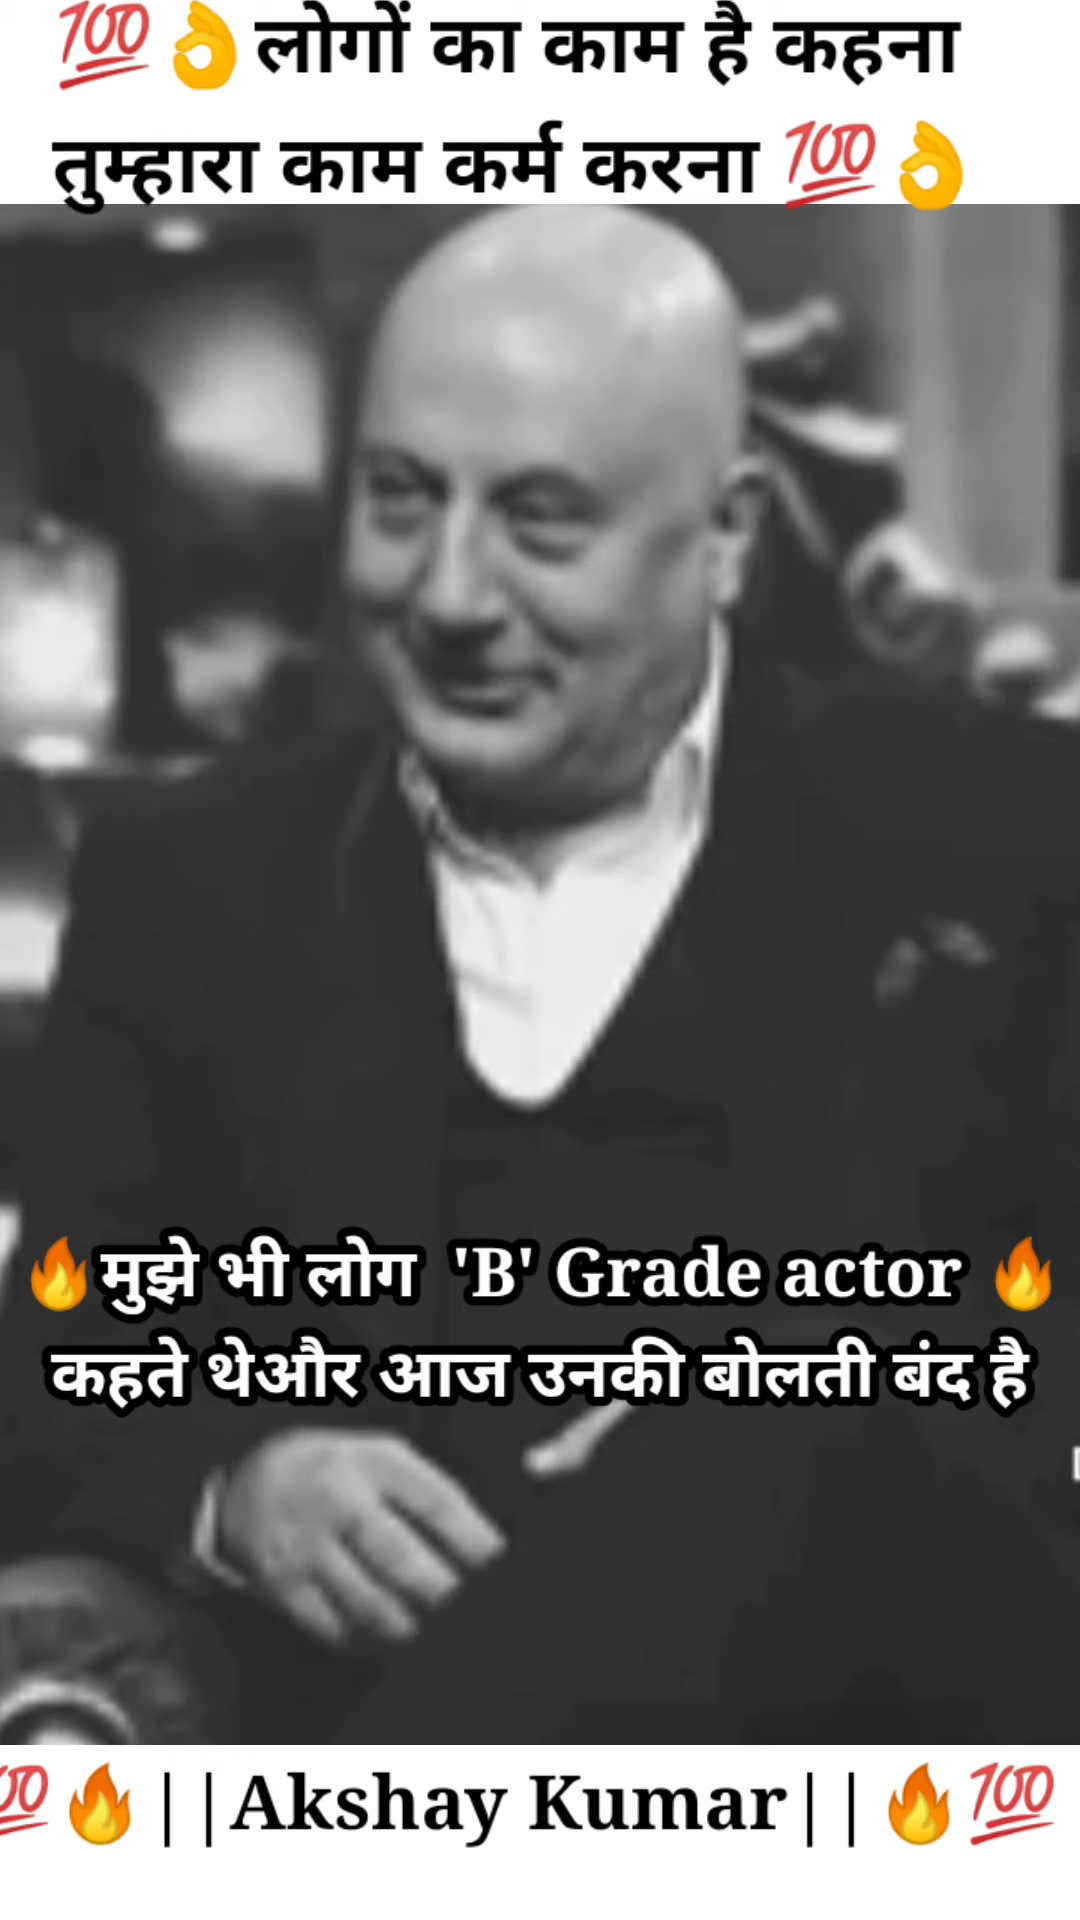 💯👌लोगों का काम है कहना
तुम्हारा काम कर्म करना 💯👌
🔥मुझे भी लोग 'B' Grade actor 🔥
कहते थेऔर आज उनकी बोलती बंद है
💯🔥||Akshay Kumar||🔥💯